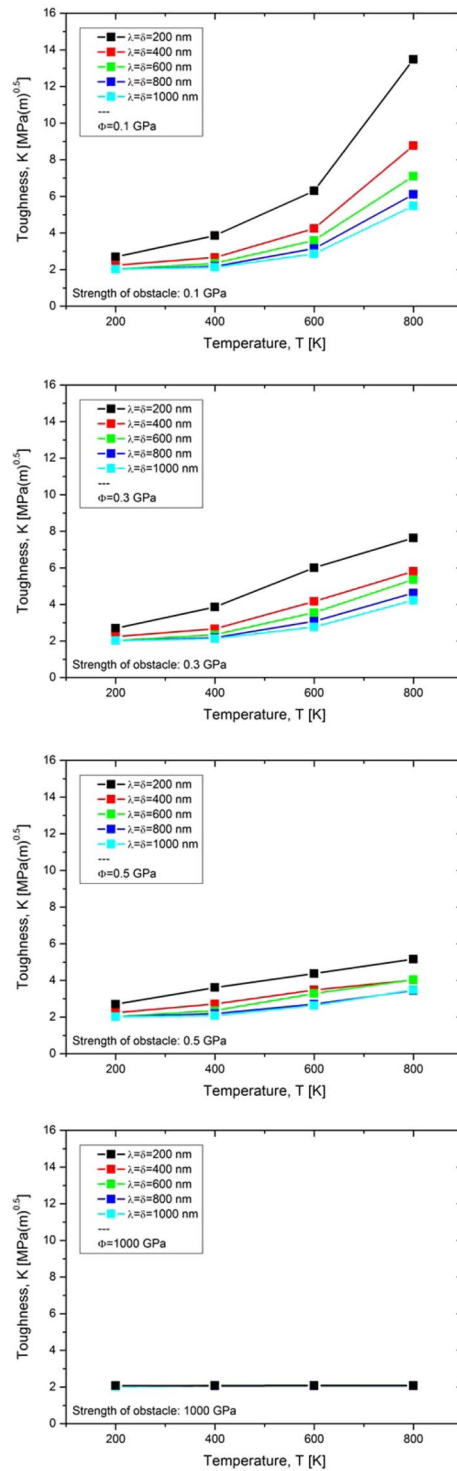 16
14
12
10
8
6
4
2
0
Toughness, K [MPa(m)^0.5]
λ=δ=200 nm
λ=δ=400 nm
λ=δ=600 nm
λ=δ=800 nm
λ=δ=1000 nm
---
Φ=0.1 GPa
Strength of obstacle: 0.1 GPa
200 400 600 800
Temperature, T [K]
16
14
12
10
8
6
4
2
0
Toughness, K [MPa(m)^0.5]
λ=δ=200 nm
λ=δ=400 nm
λ=δ=600 nm
λ=δ=800 nm
λ=δ=1000 nm
---
Φ=0.3 GPa
Strength of obstacle: 0.3 GPa
200 400 600 800
Temperature, T [K]
16
14
12
10
8
6
4
2
0
Toughness, K [MPa(m)^0.5]
λ=δ=200 nm
λ=δ=400 nm
λ=δ=600 nm
λ=δ=800 nm
λ=δ=1000 nm
---
Φ=0.5 GPa
Strength of obstacle: 0.5 GPa
200 400 600 800
Temperature, T [K]
16
14
12
10
8
6
4
2
0
Toughness, K [MPa(m)^0.5]
λ=δ=200 nm
λ=δ=400 nm
λ=δ=600 nm
λ=δ=800 nm
λ=δ=1000 nm
---
Φ=1000 GPa
Strength of obstacle: 1000 GPa
200 400 600 800
Temperature, T [K]